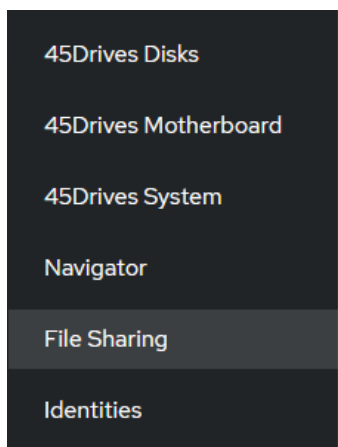 45Drives Disks
45Drives Motherboard
45Drives System
Navigator
File Sharing
Identities